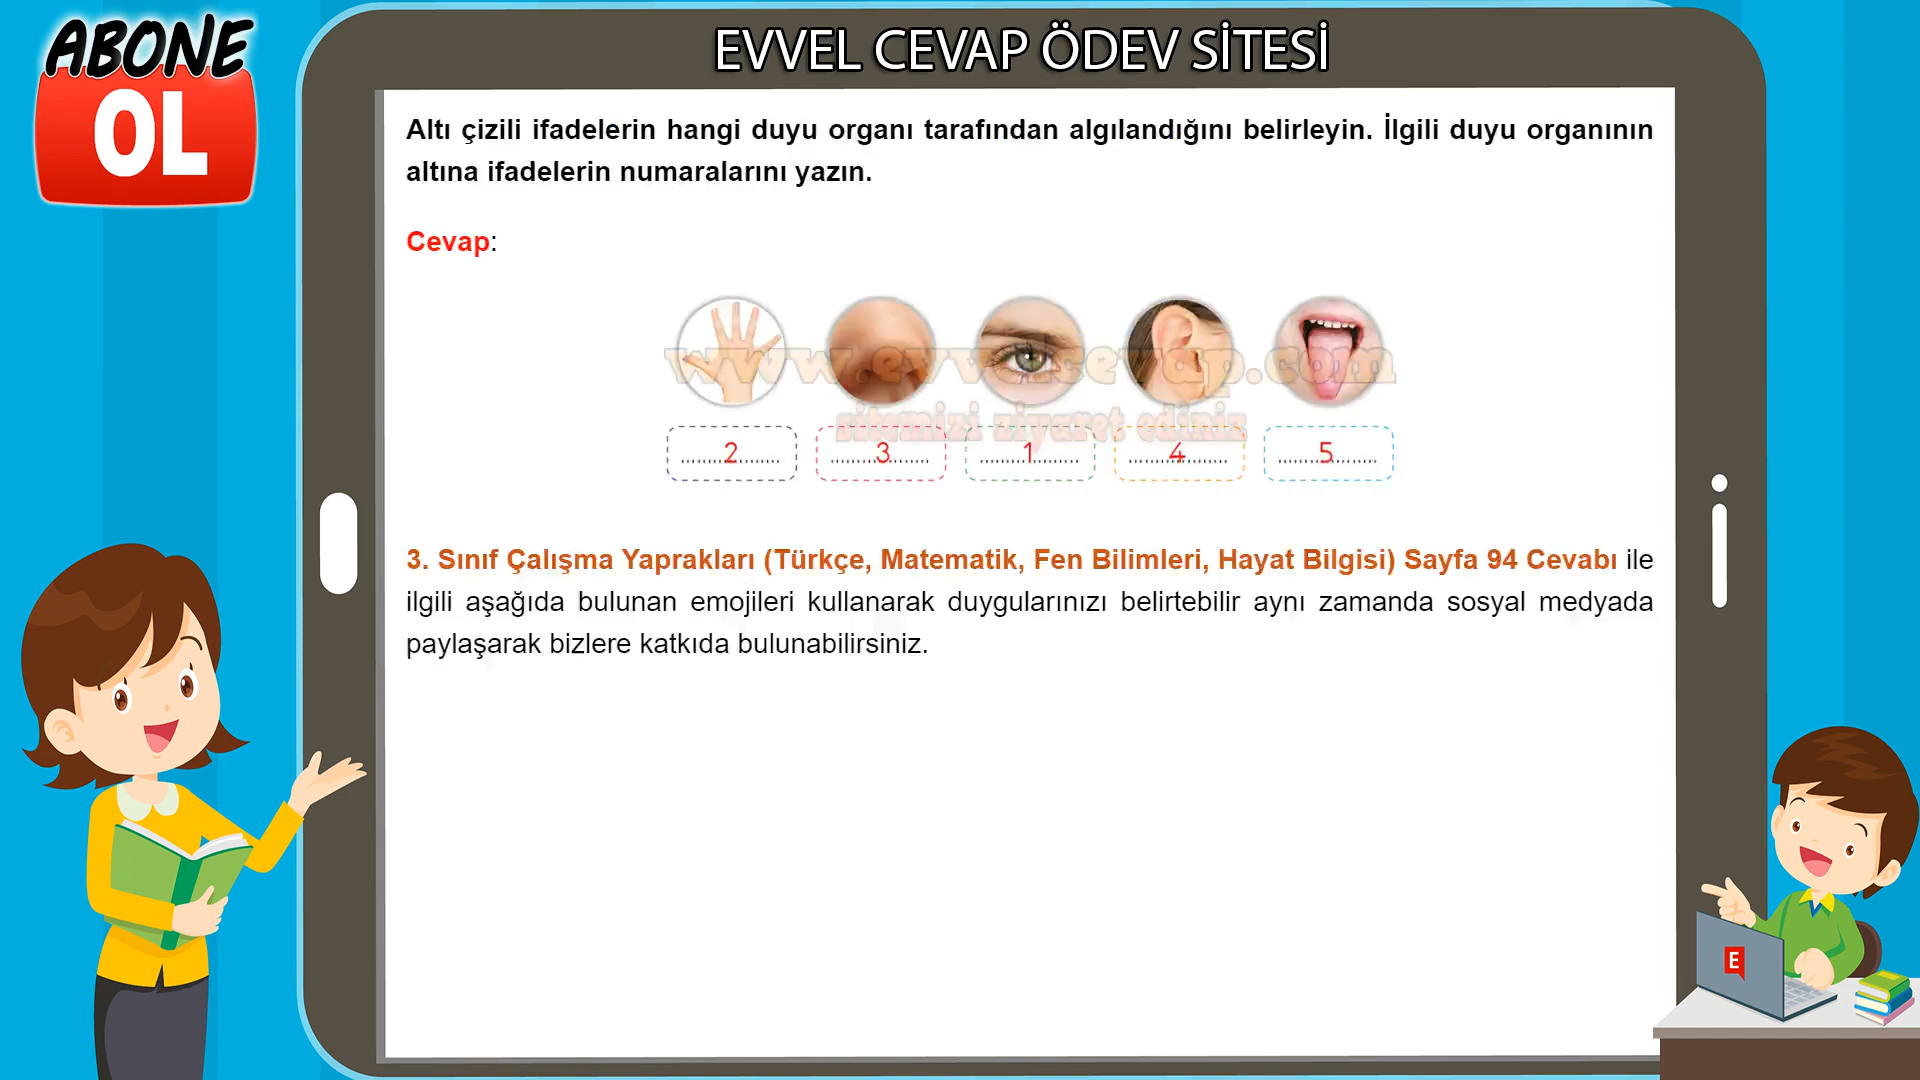 ABONE
OL
EVVEL CEVAP ÖDEV SİTESİ
Altı çizili ifadelerin hangi duyu organı tarafından algılandığını belirleyin. İlgili duyu organının
altına ifadelerin numaralarını yazın.
Cevap:
www.evvelcevap.com
sitemizi ziyaret ediniz
2 3 1 4 5
3. Sınıf Çalışma Yaprakları (Türkçe, Matematik, Fen Bilimleri, Hayat Bilgisi) Sayfa 94 Cevabı ile
ilgili aşağıda bulunan emojileri kullanarak duygularınızı belirtebilir aynı zamanda sosyal medyada
paylaşarak bizlere katkıda bulunabilirsiniz.
E